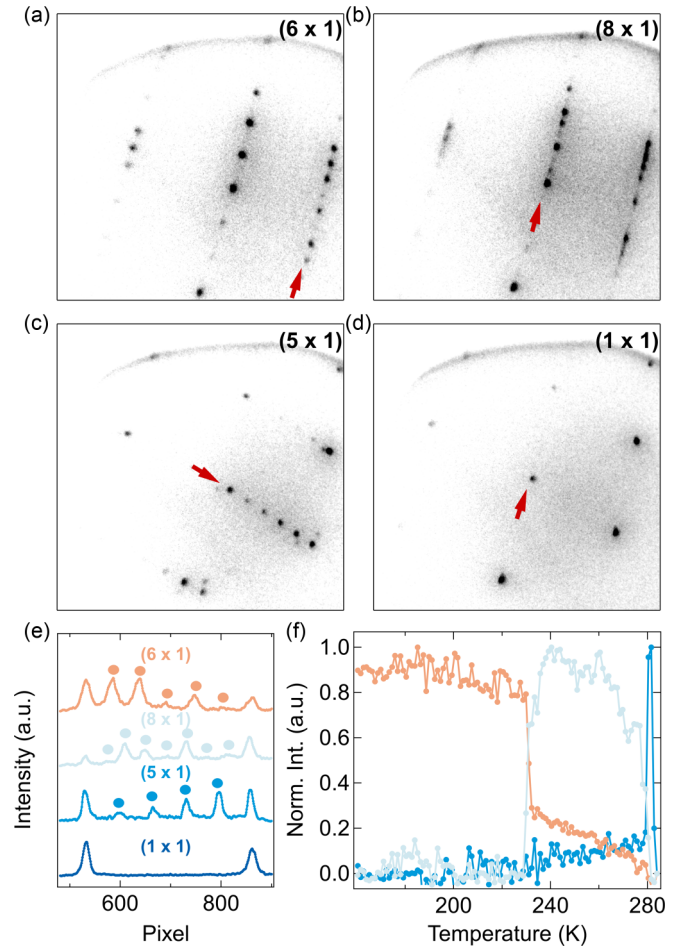 (a) (6 x 1)
(b) (8 x 1)
(c) (5 x 1)
(d) (1 x 1)
(e)
(6 x 1)
(8 x 1)
(5 x 1)
(1 x 1)
Intensity (a.u.)
600 800
Pixel
(f)
1.0
0.8
0.6
0.4
0.2
0.0
Norm. Int. (a.u.)
200 240 280
Temperature (K)